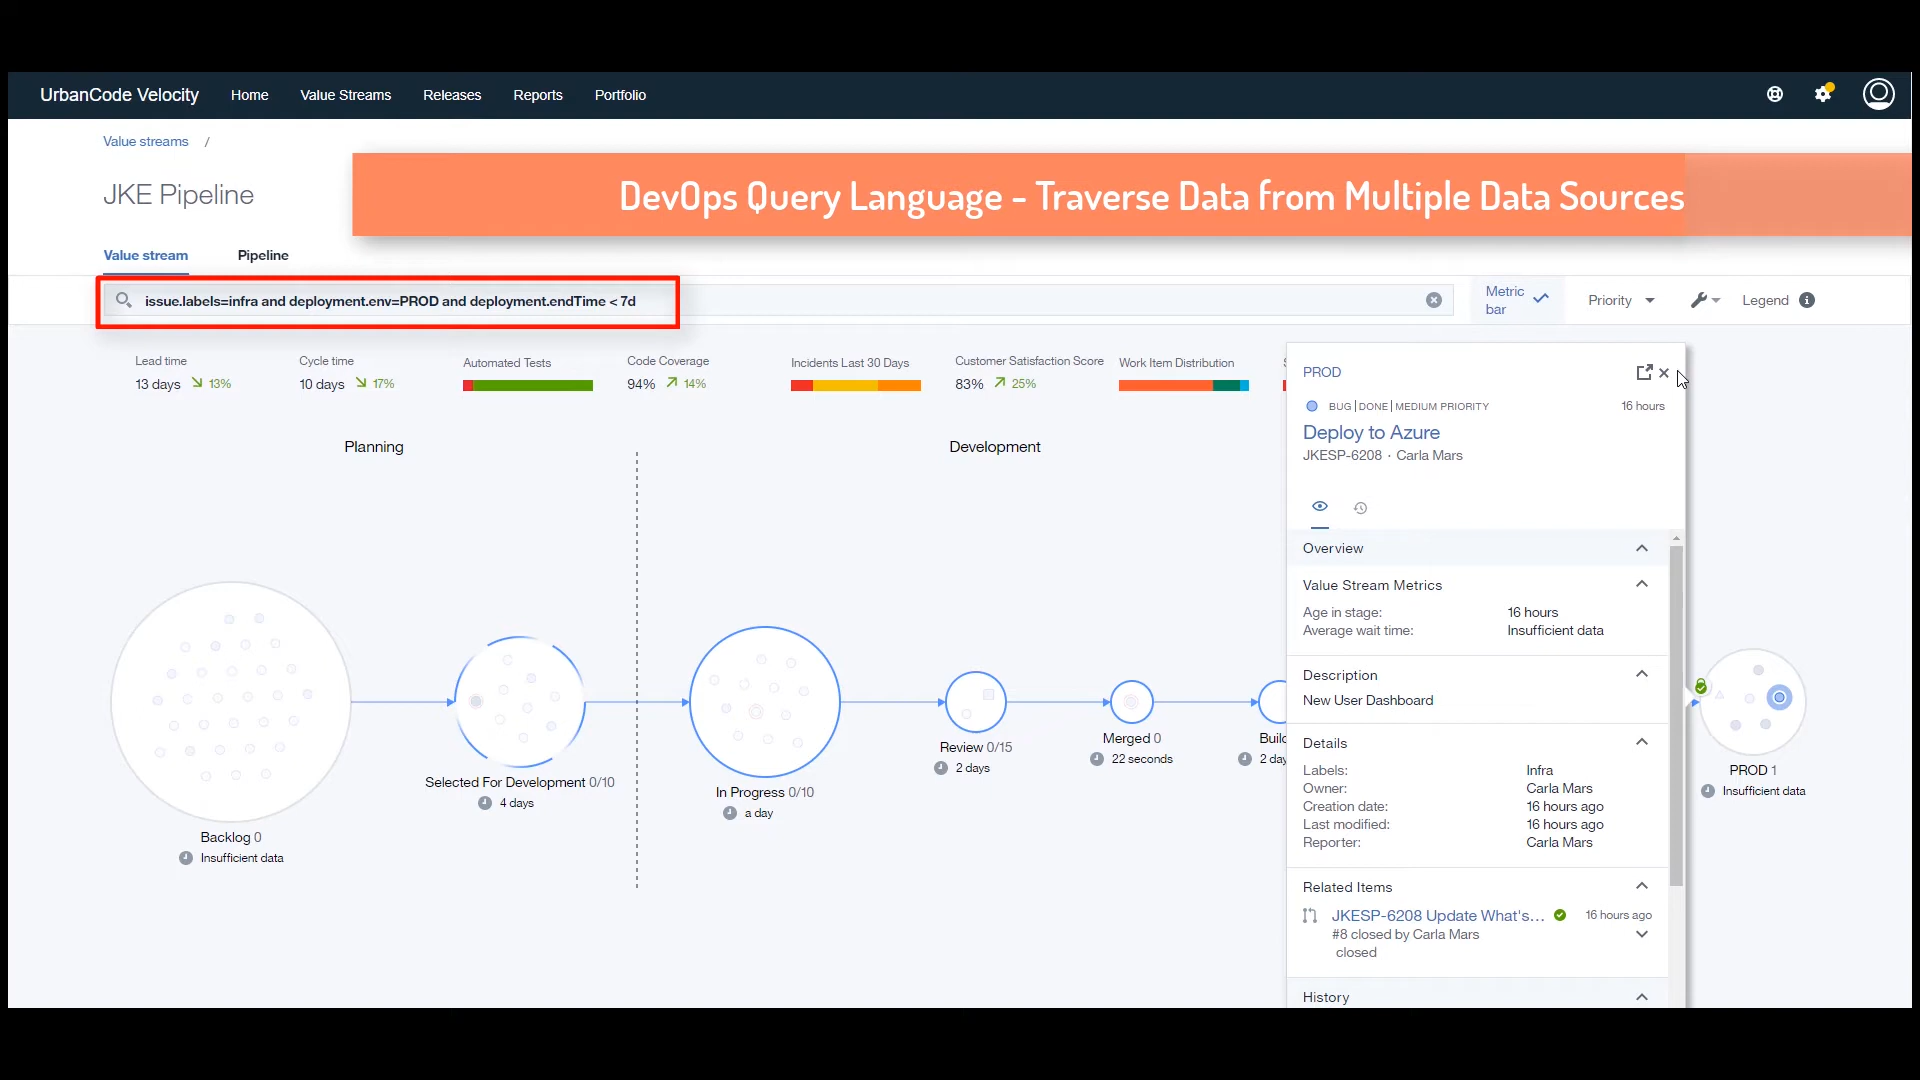 UrbanCode Velocity Home Value Streams Releases Reports Portfolio
Value streams /
JKE Pipeline
DevOps Query Language - Traverse Data from Multiple Data Sources
Value stream Pipeline
issue.labels=infra and deployment.env=PROD and deployment.endTime < 7d
Metric bar
Priority
Legend
Lead time
13 days 13%
Cycle time
10 days 17%
Automated Tests
Code Coverage
94% 14%
Incidents Last 30 Days
Customer Satisfaction Score
83% 25%
Work Item Distribution
Planning
Development
Backlog 0
Insufficient data
Selected For Development 0/10
4 days
In Progress 0/10
a day
Review 0/15
2 days
Merged 0
22 seconds
Build
2 day
PROD
BUG | DONE | MEDIUM PRIORITY 16 hours
Deploy to Azure
JKESP-6208 · Carla Mars
Overview
Value Stream Metrics
Age in stage: 16 hours
Average wait time: Insufficient data
Description
New User Dashboard
Details
Labels: Infra
Owner: Carla Mars
Creation date: 16 hours ago
Last modified: 16 hours ago
Reporter: Carla Mars
Related Items
JKESP-6208 Update What's... 16 hours ago
#8 closed by Carla Mars
closed
History
PROD 1
Insufficient data